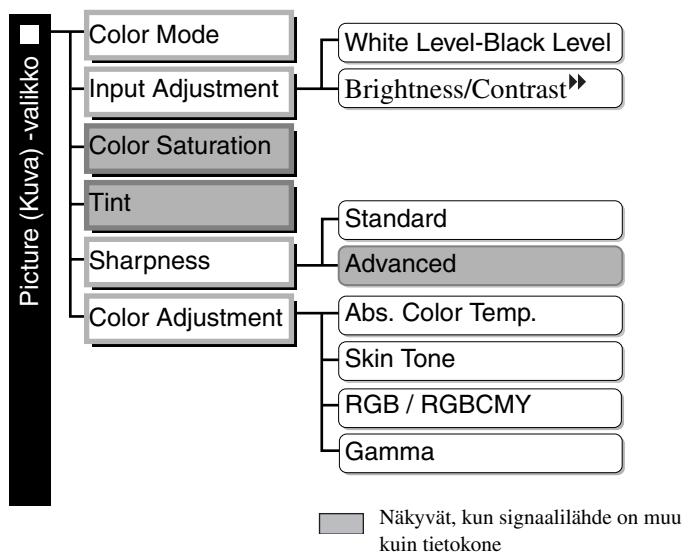 Picture (Kuva) -valikko
Color Mode
Input Adjustment
White Level-Black Level
Brightness/Contrast
Color Saturation
Tint
Sharpness
Standard
Advanced
Color Adjustment
Abs. Color Temp.
Skin Tone
RGB / RGBCMY
Gamma
Näkyvät, kun signaalilähde on muu
kuin tietokone